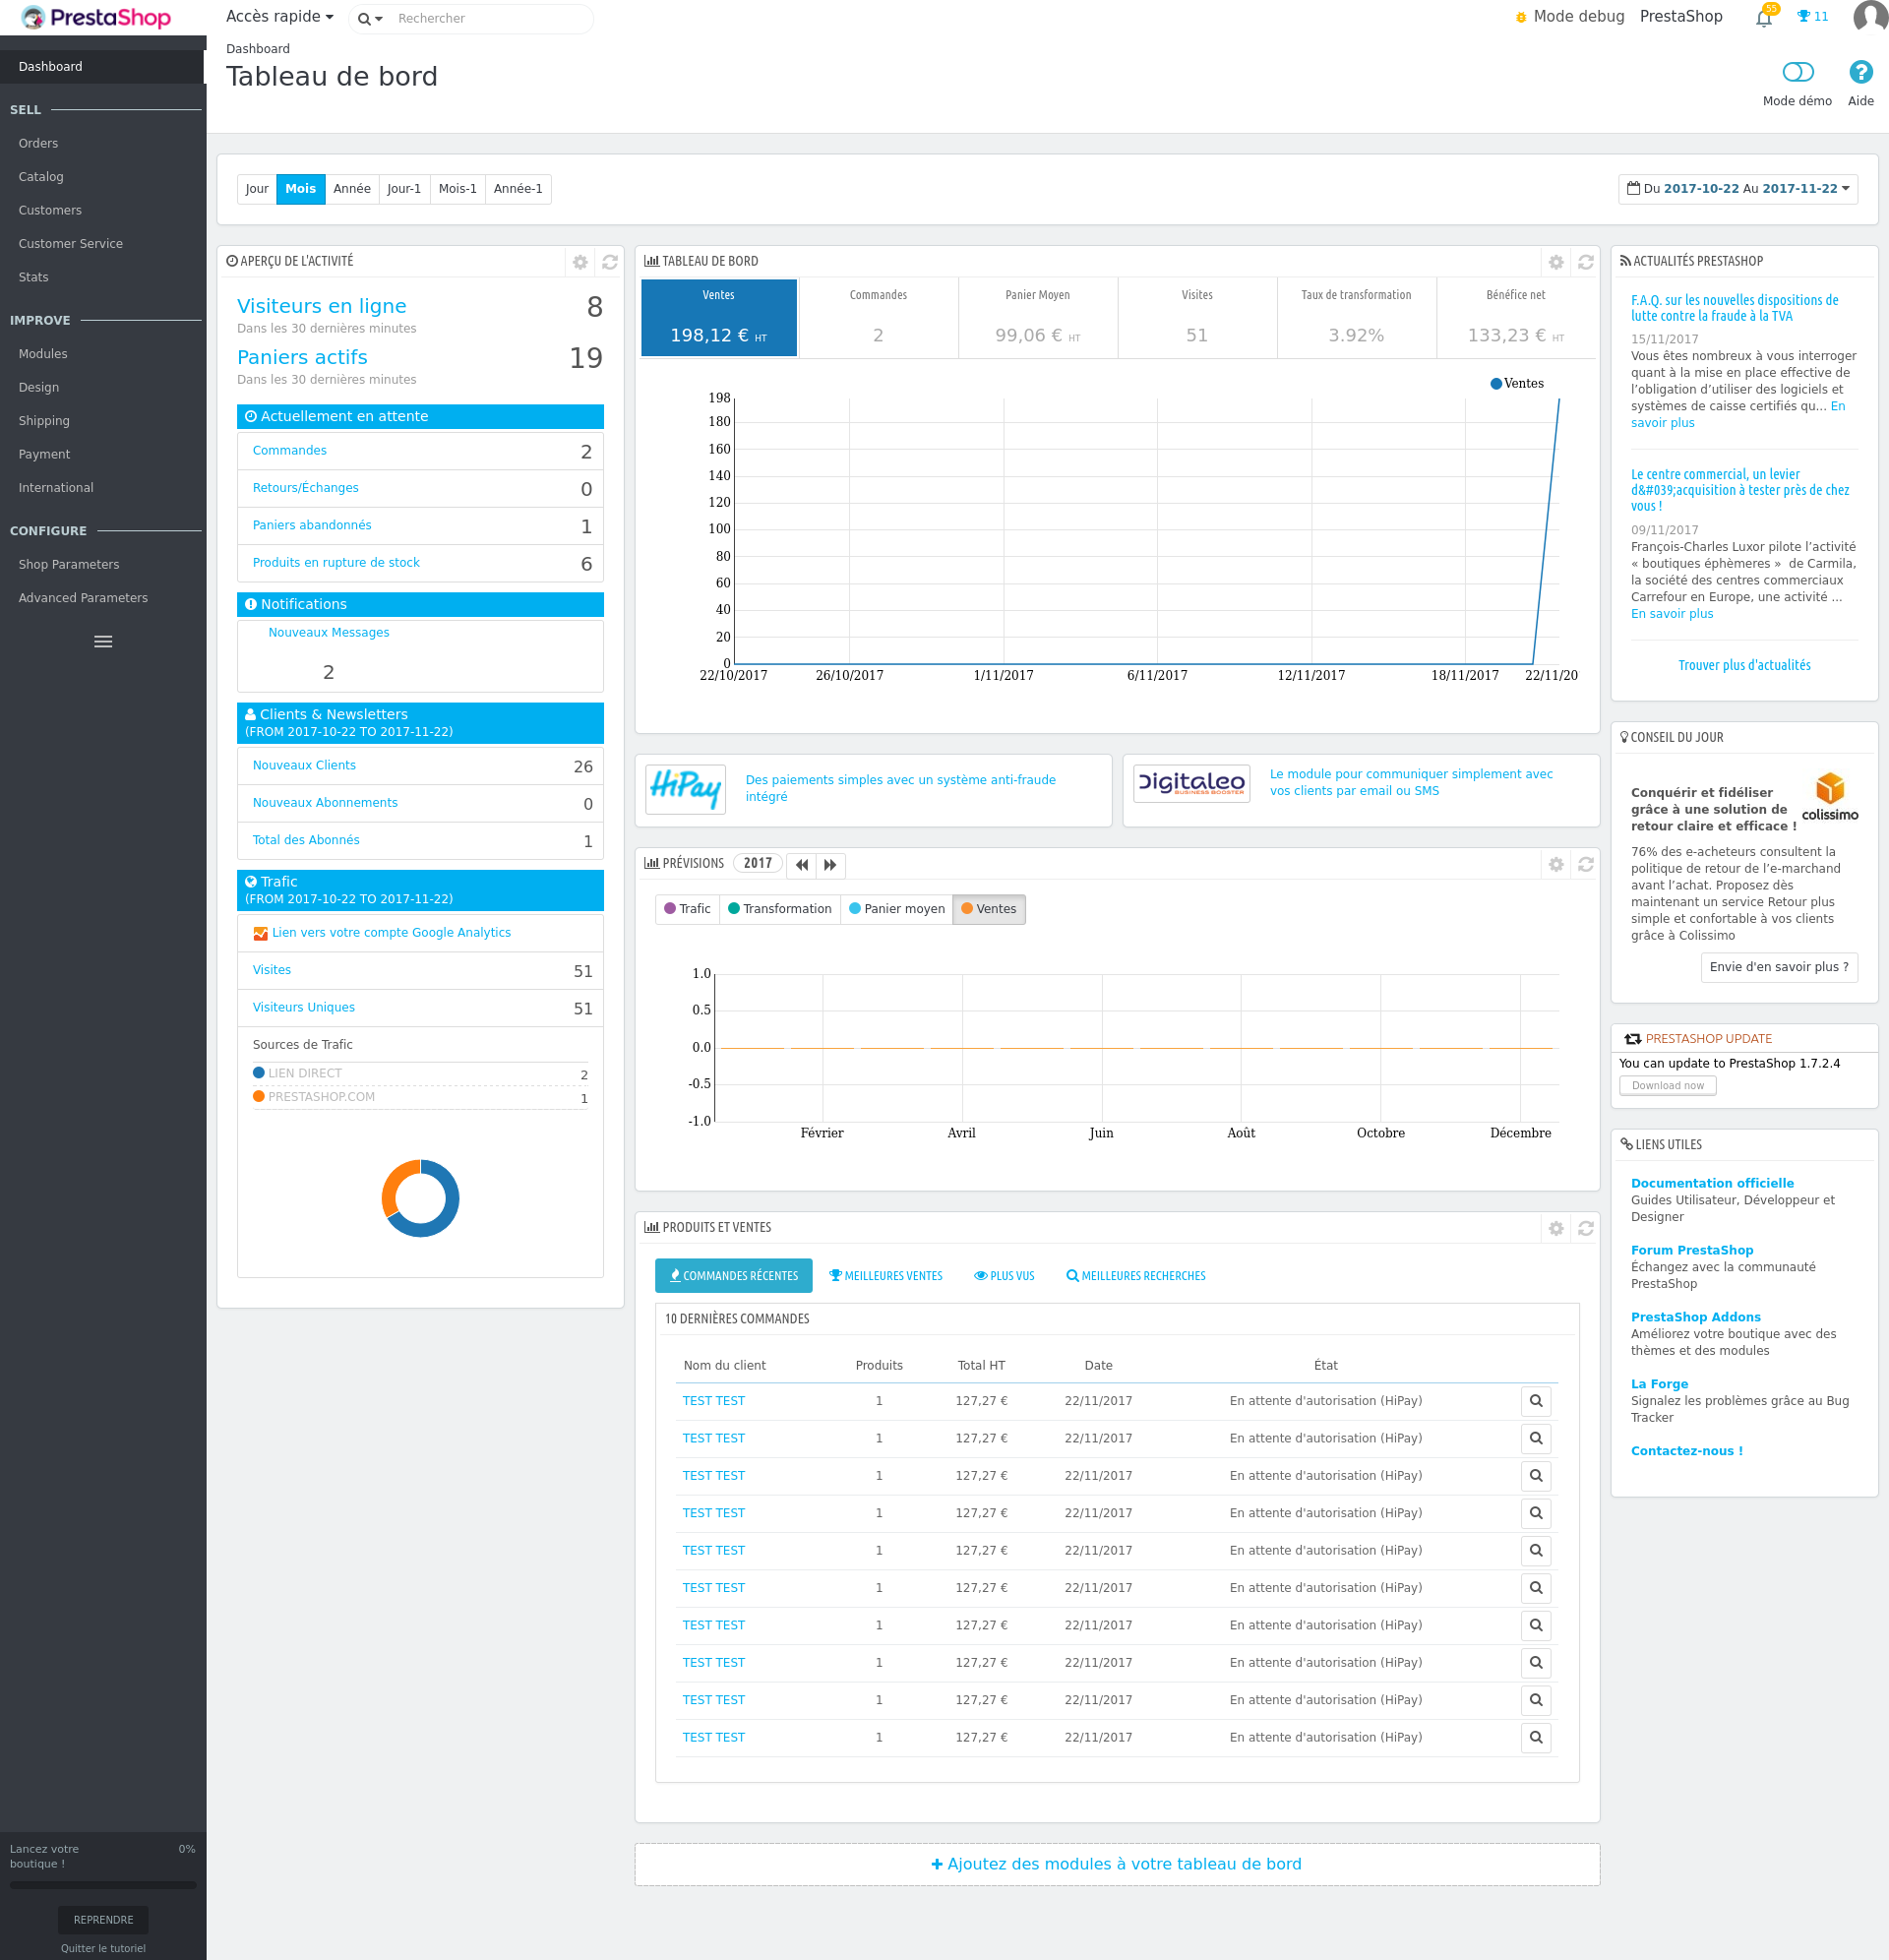 PrestaShop
Accès rapide
Rechercher
Mode debug
PrestaShop
55
11
Dashboard
Tableau de bord
Mode démo
Aide
Dashboard
SELL
Orders
Catalog
Customers
Customer Service
Stats
IMPROVE
Modules
Design
Shipping
Payment
International
CONFIGURE
Shop Parameters
Advanced Parameters
Lancez votre boutique !
0%
REPRENDRE
Quitter le tutoriel
Jour Mois Année Jour-1 Mois-1 Année-1
Du 2017-10-22 Au 2017-11-22
APERÇU DE L'ACTIVITÉ
Visiteurs en ligne 8
Dans les 30 dernières minutes
Paniers actifs 19
Dans les 30 dernières minutes
Actuellement en attente
Commandes 2
Retours/Échanges 0
Paniers abandonnés 1
Produits en rupture de stock 6
Notifications
Nouveaux Messages
2
Clients & Newsletters
(FROM 2017-10-22 TO 2017-11-22)
Nouveaux Clients 26
Nouveaux Abonnements 0
Total des Abonnés 1
Trafic
(FROM 2017-10-22 TO 2017-11-22)
Lien vers votre compte Google Analytics
Visites 51
Visiteurs Uniques 51
Sources de Trafic
LIEN DIRECT 2
PRESTASHOP.COM 1
TABLEAU DE BORD
Ventes Commandes Panier Moyen Visites Taux de transformation Bénéfice net
198,12 € HT 2 99,06 € HT 51 3.92% 133,23 € HT
Ventes
198
180
160
140
120
100
80
60
40
20
0
22/10/2017 26/10/2017 1/11/2017 6/11/2017 12/11/2017 18/11/2017 22/11/20
HiPay
Des paiements simples avec un système anti-fraude
intégré
Digitaleo
BUSINESS BOOSTER
Le module pour communiquer simplement avec
vos clients par email ou SMS
PRÉVISIONS 2017
Trafic Transformation Panier moyen Ventes
1.0
0.5
0.0
-0.5
-1.0
Février Avril Juin Août Octobre Décembre
PRODUITS ET VENTES
COMMANDES RÉCENTES MEILLEURES VENTES PLUS VUS MEILLEURES RECHERCHES
10 DERNIÈRES COMMANDES
Nom du client Produits Total HT Date État
TEST TEST 1 127,27 € 22/11/2017 En attente d'autorisation (HiPay)
TEST TEST 1 127,27 € 22/11/2017 En attente d'autorisation (HiPay)
TEST TEST 1 127,27 € 22/11/2017 En attente d'autorisation (HiPay)
TEST TEST 1 127,27 € 22/11/2017 En attente d'autorisation (HiPay)
TEST TEST 1 127,27 € 22/11/2017 En attente d'autorisation (HiPay)
TEST TEST 1 127,27 € 22/11/2017 En attente d'autorisation (HiPay)
TEST TEST 1 127,27 € 22/11/2017 En attente d'autorisation (HiPay)
TEST TEST 1 127,27 € 22/11/2017 En attente d'autorisation (HiPay)
TEST TEST 1 127,27 € 22/11/2017 En attente d'autorisation (HiPay)
TEST TEST 1 127,27 € 22/11/2017 En attente d'autorisation (HiPay)
Ajoutez des modules à votre tableau de bord
ACTUALITÉS PRESTASHOP
F.A.Q. sur les nouvelles dispositions de
lutte contre la fraude à la TVA
15/11/2017
Vous êtes nombreux à vous interroger
quant à la mise en place effective de
l’obligation d’utiliser des logiciels et
systèmes de caisse certifiés qu... En
savoir plus
Le centre commercial, un levier
d&#039;acquisition à tester près de chez
vous !
09/11/2017
François-Charles Luxor pilote l’activité
« boutiques éphèmeres »  de Carmila,
la société des centres commerciaux
Carrefour en Europe, une activité ...
En savoir plus
Trouver plus d'actualités
CONSEIL DU JOUR
Conquérir et fidéliser
grâce à une solution de
retour claire et efficace !
colissimo
76% des e-acheteurs consultent la
politique de retour de l’e-marchand
avant l’achat. Proposez dès
maintenant un service Retour plus
simple et confortable à vos clients
grâce à Colissimo
Envie d'en savoir plus ?
PRESTASHOP UPDATE
You can update to PrestaShop 1.7.2.4
Download now
LIENS UTILES
Documentation officielle
Guides Utilisateur, Développeur et
Designer
Forum PrestaShop
Échangez avec la communauté
PrestaShop
PrestaShop Addons
Améliorez votre boutique avec des
thèmes et des modules
La Forge
Signalez les problèmes grâce au Bug
Tracker
Contactez-nous !